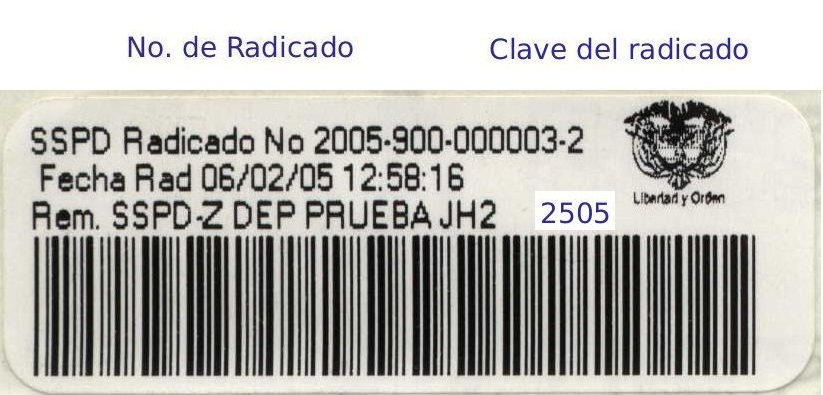 No. de Radicado Clave del radicado
SSPD Radicado No 2005-900-000003-2
Fecha Rad 06/02/05 12:58:16
Rem. SSPD-Z DEP PRUEBA JH2 2505
Libertad y Orden